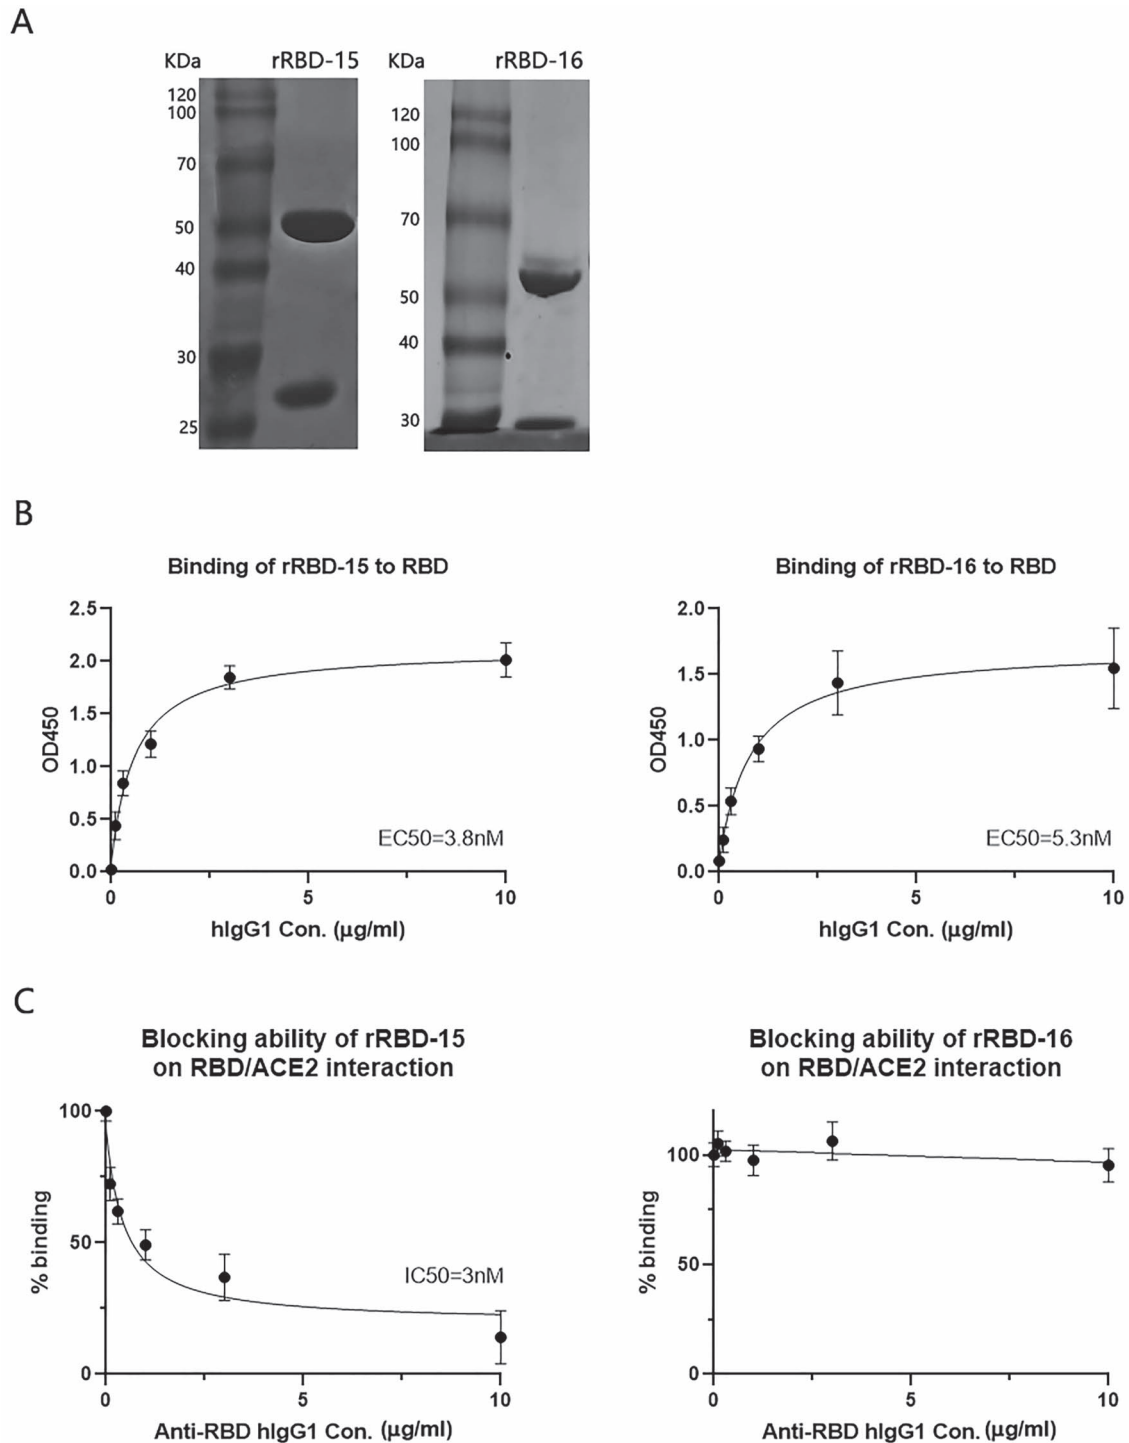 A
KDa rRBD-15
120
100
70
50
40
30
25
KDa rRBD-16
120
100
70
50
40
30
B
Binding of rRBD-15 to RBD
2.5
2.0
1.5
1.0
0.5
0.0
OD450
EC50=3.8nM
0 5 10
hIgG1 Con. (μg/ml)
Binding of rRBD-16 to RBD
2.0
1.5
1.0
0.5
0.0
OD450
EC50=5.3nM
0 5 10
hIgG1 Con. (μg/ml)
C
Blocking ability of rRBD-15
on RBD/ACE2 interaction
100
50
0
% binding
IC50=3nM
0 5 10
Anti-RBD hIgG1 Con. (μg/ml)
Blocking ability of rRBD-16
on RBD/ACE2 interaction
100
50
0
% binding
0 5 10
Anti-RBD hIgG1 Con. (μg/ml)